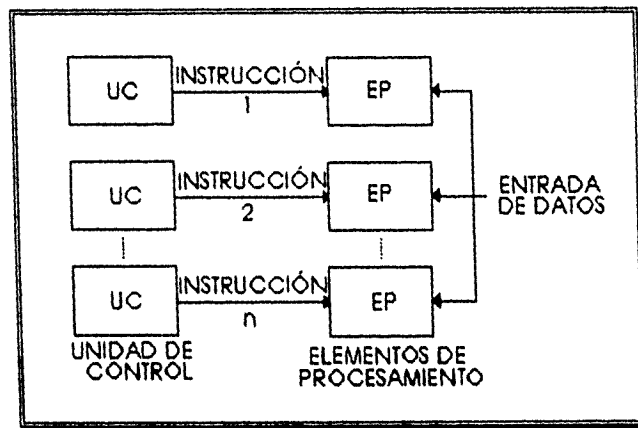 UC
INSTRUCCIÓN
1
EP
UC
INSTRUCCIÓN
2
EP
ENTRADA
DE DATOS
UC
INSTRUCCIÓN
n
EP
UNIDAD DE
CONTROL
ELEMENTOS DE
PROCESAMIENTO